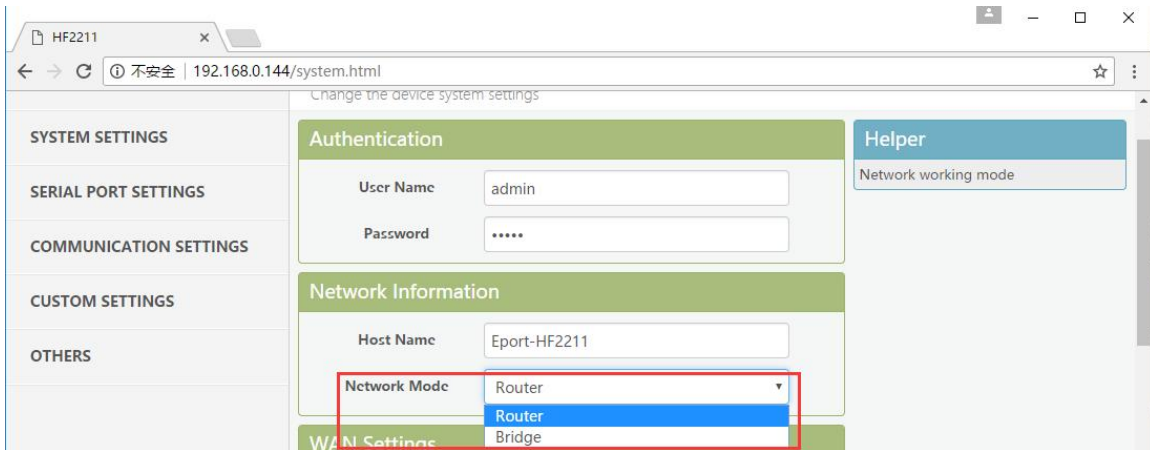 HF2211
不安全 | 192.168.0.144/system.html
Change the device system settings
SYSTEM SETTINGS
SERIAL PORT SETTINGS
COMMUNICATION SETTINGS
CUSTOM SETTINGS
OTHERS
Authentication
User Name admin
Password •••••
Network Information
Host Name Eport-HF2211
Network Mode Router
Router
Bridge
WAN Settings
Helper
Network working mode